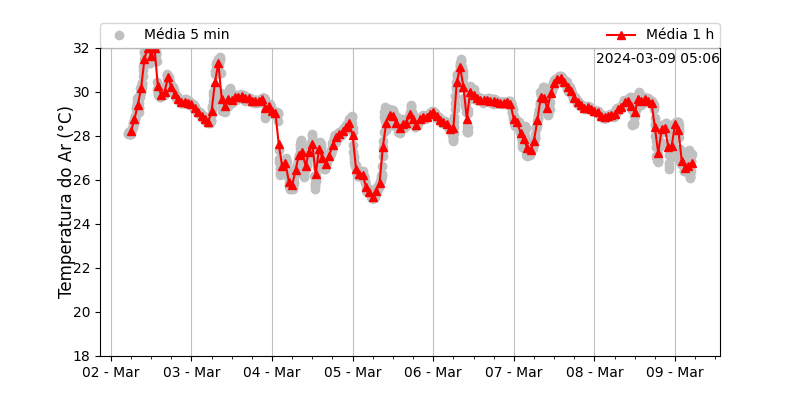 Média 5 min
Média 1 h
2024-03-09 05:06
Temperatura do Ar (°C)
32
30
28
26
24
22
20
18
02 - Mar
03 - Mar
04 - Mar
05 - Mar
06 - Mar
07 - Mar
08 - Mar
09 - Mar